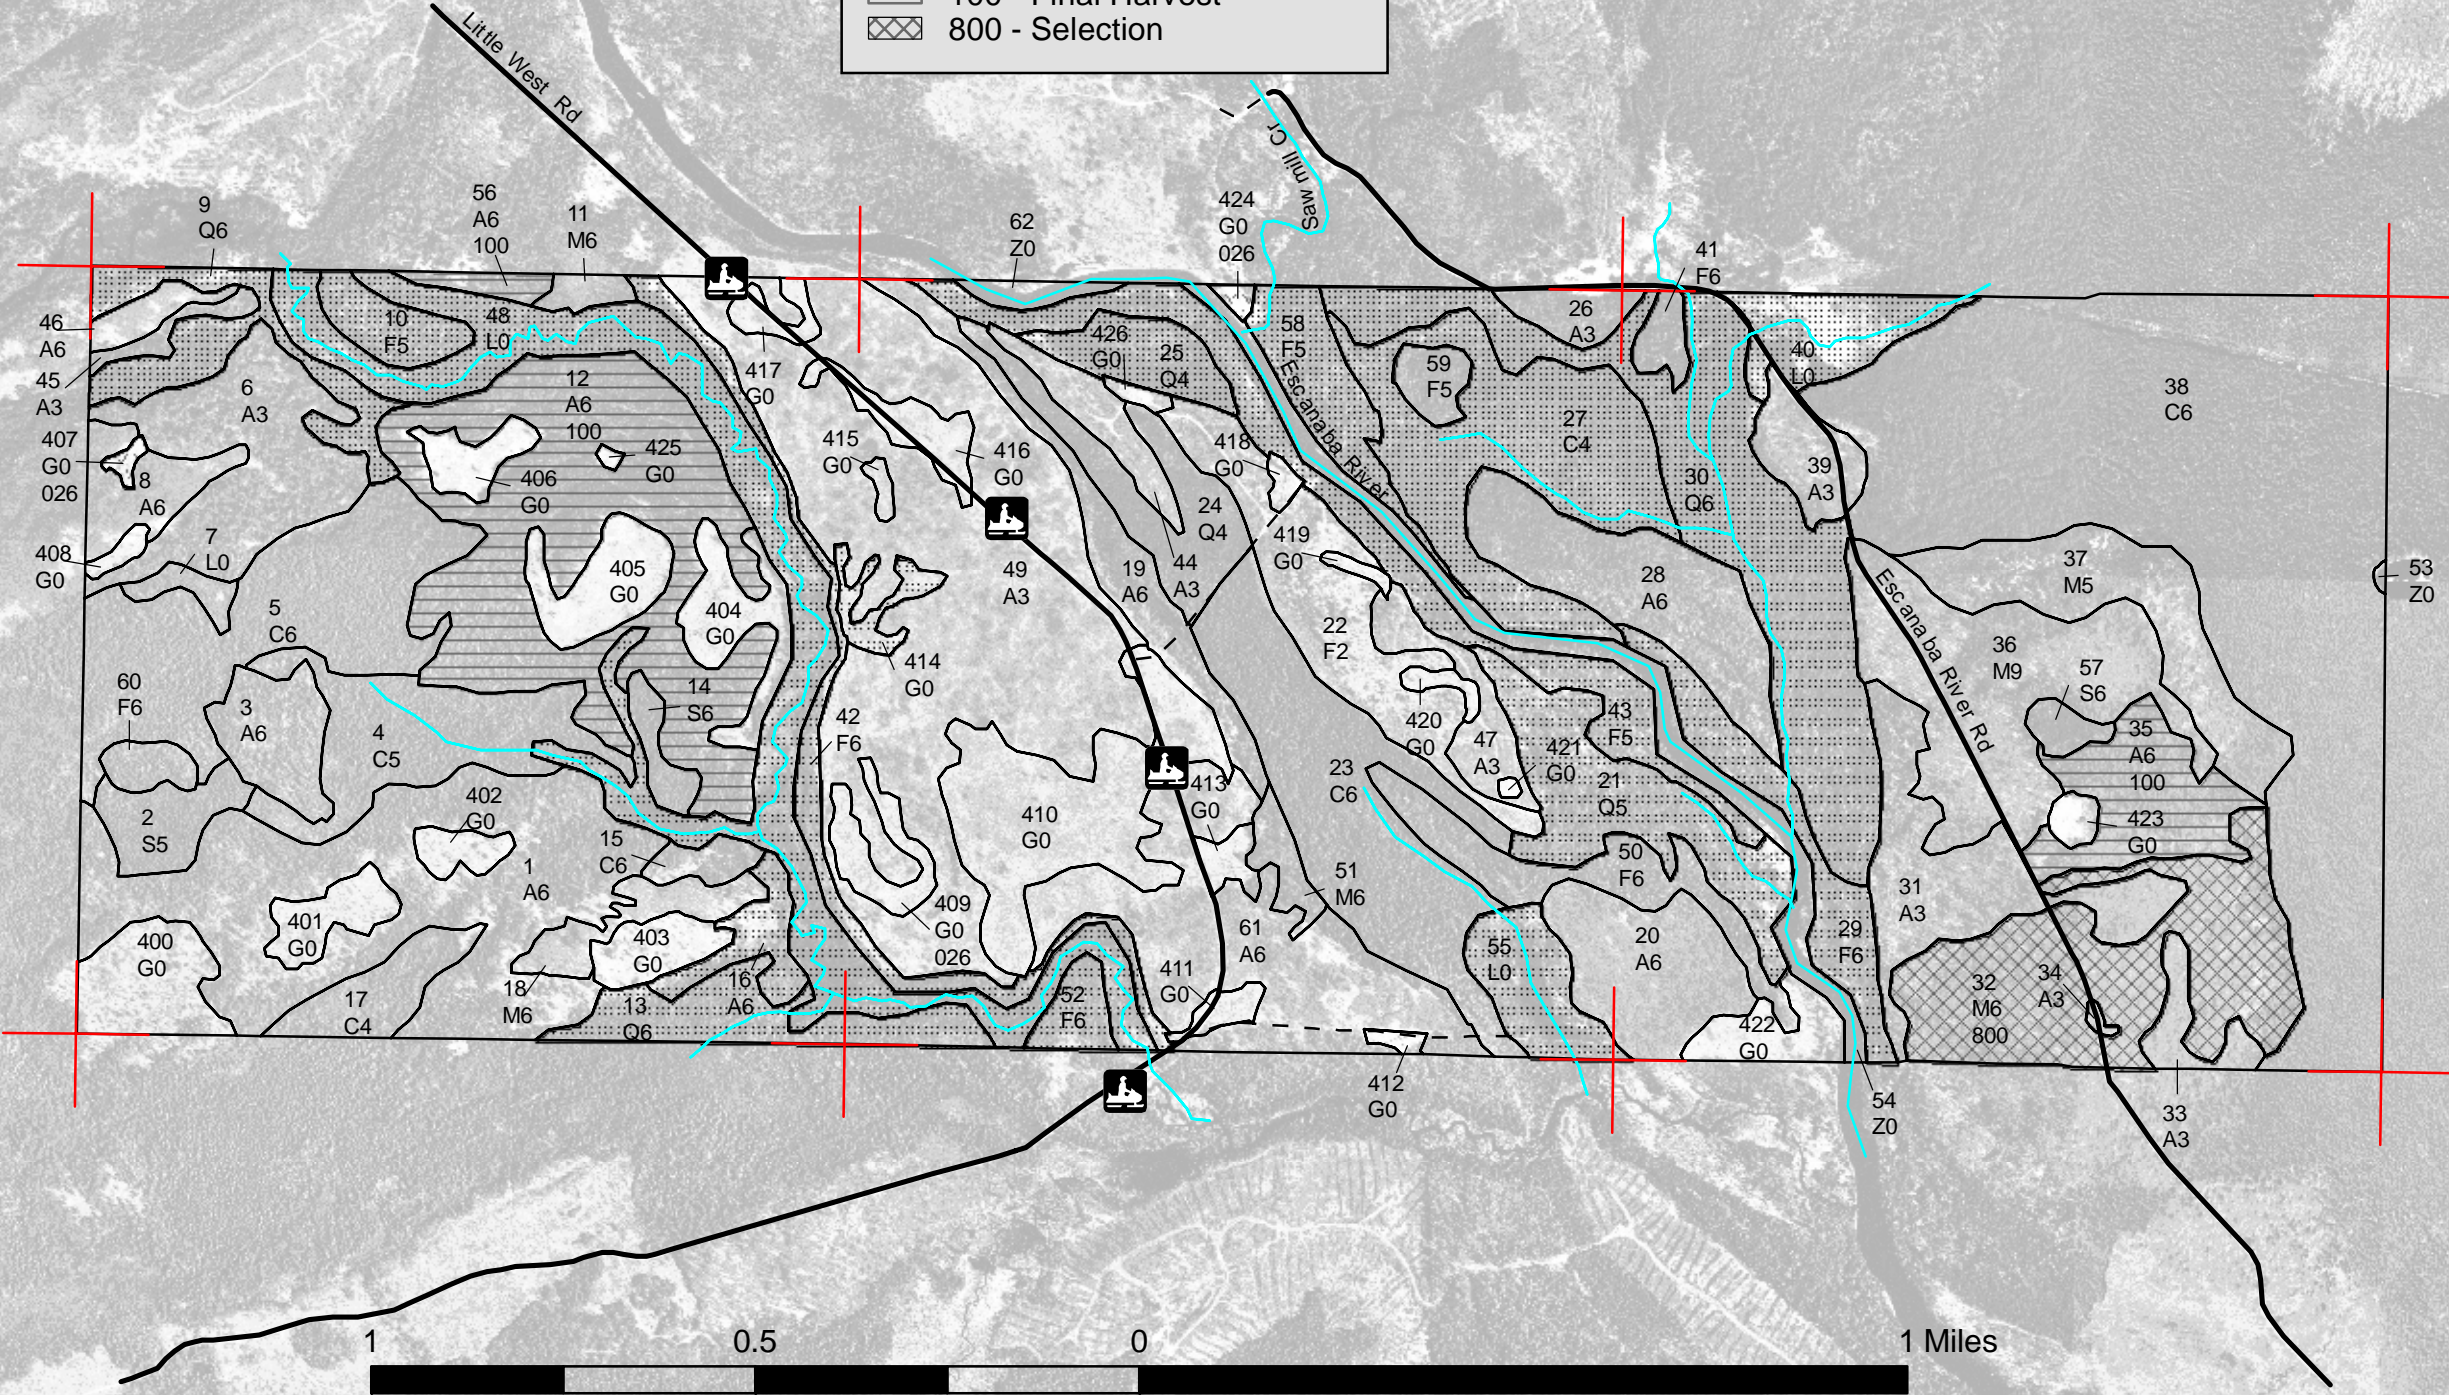 100 - Final Harvest
800 - Selection
Little West Rd
Saw mill Cr
9
Q6
56
A6
100
11
M6
62
Z0
424
G0
026
41
F6
46
A6
10
F5
48
L0
45
A3
6
A3
12
A6
100
417
G0
426
G0
25
Q4
58
F5
Escanaba River
26
A3
59
F5
40
L0
38
C6
407
G0
026
8
A6
406
G0
425
G0
415
G0
416
G0
418
G0
27
C4
30
Q6
39
A3
408
G0
7
L0
405
G0
404
G0
49
A3
19
A6
44
A3
24
Q4
419
G0
28
A6
37
M5
53
Z0
5
C6
414
G0
22
F2
Escanaba River Rd
36
M9
57
S6
60
F6
3
A6
4
C5
14
S6
42
F6
420
G0
47
A3
421
G0
43
F5
35
A6
100
2
S5
402
G0
15
C6
1
A6
410
G0
413
G0
23
C6
21
Q5
423
G0
400
G0
401
G0
403
G0
409
G0
026
51
M6
61
A6
50
F6
31
A3
17
C4
18
M6
13
Q6
16
A6
52
F6
411
G0
55
L0
20
A6
29
F6
32
M6
800
34
A3
412
G0
422
G0
54
Z0
33
A3
1
0.5
0
1 Miles